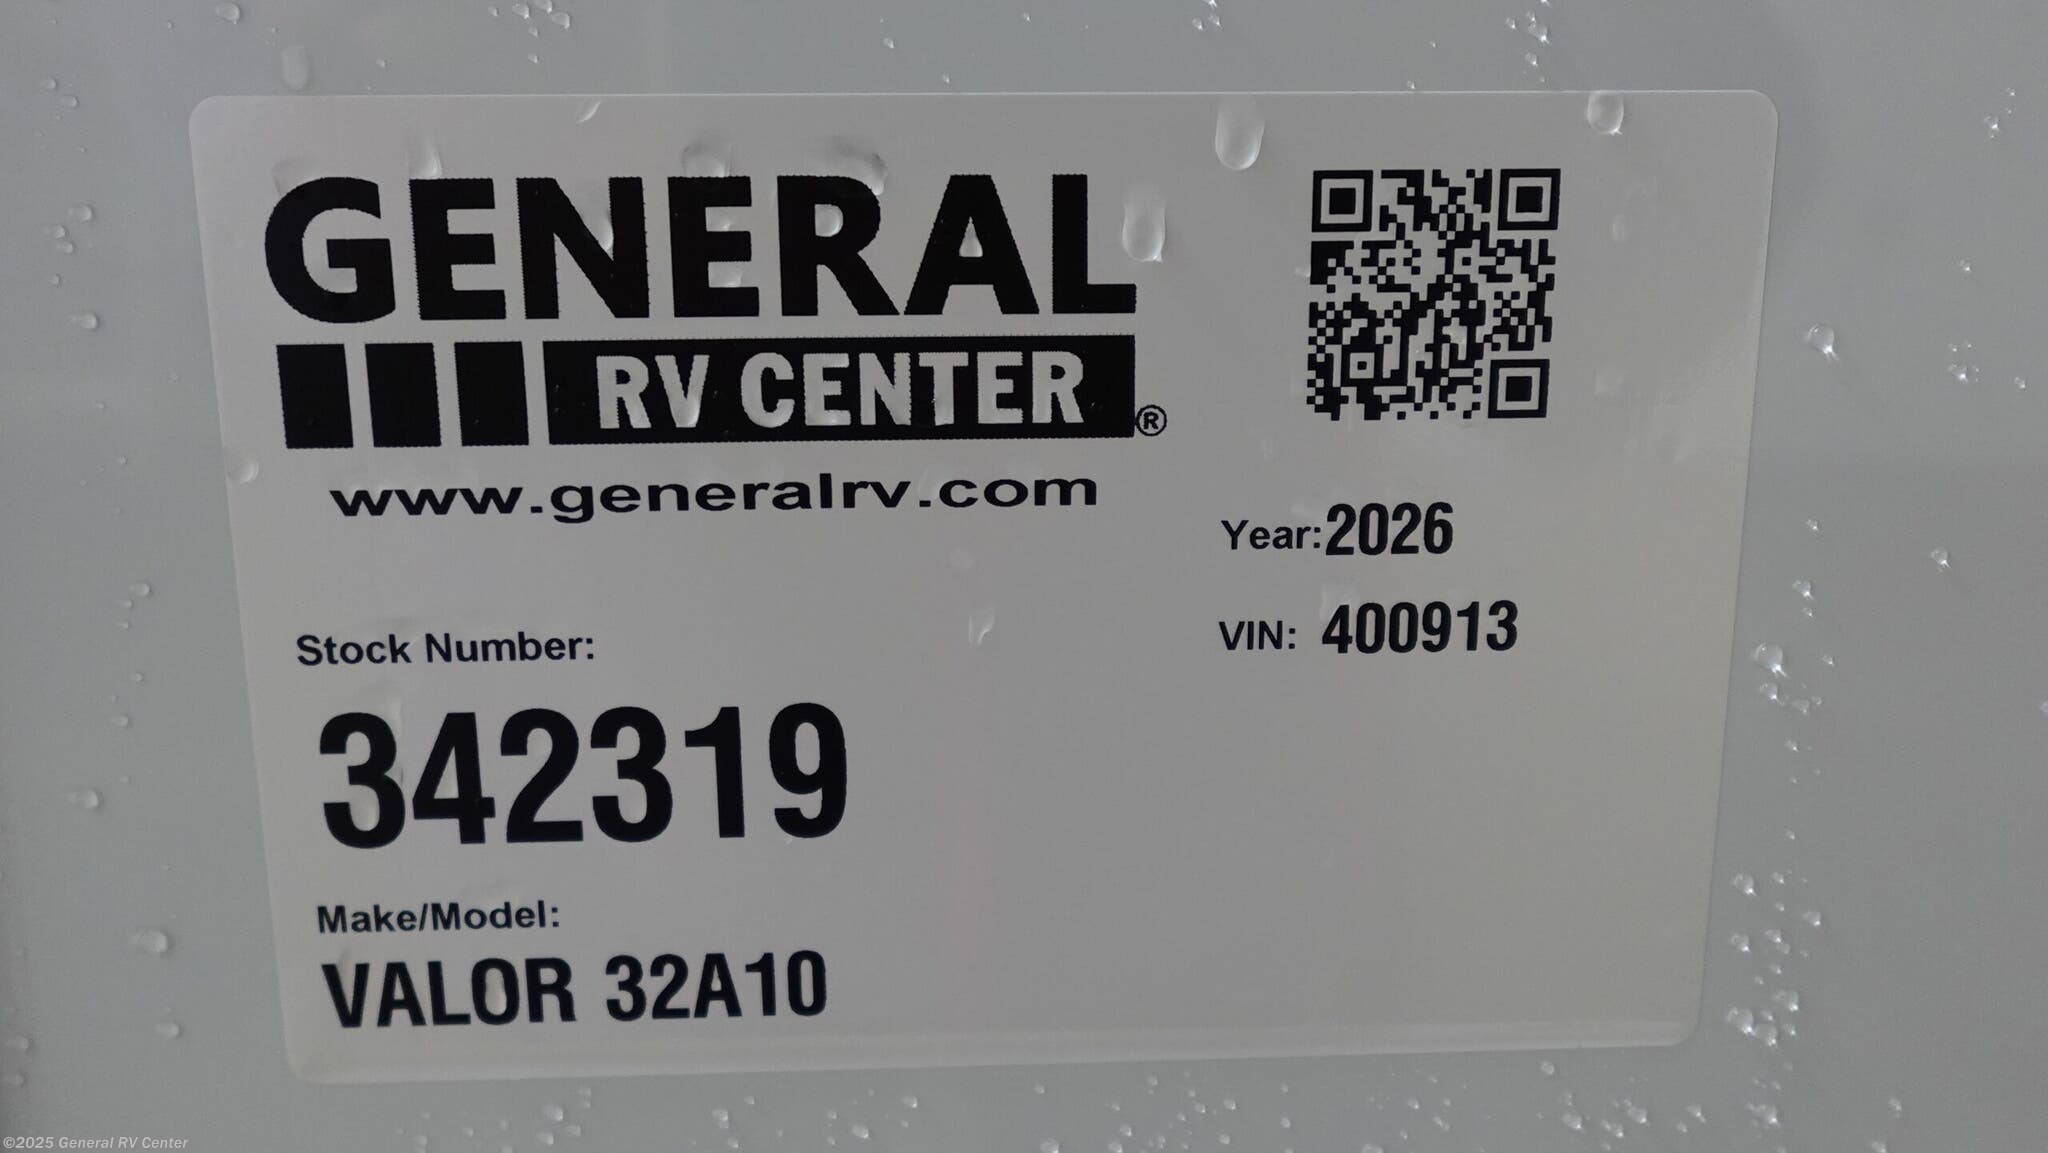 GENERAL
RV CENTER®
www.generalrv.com
Year:2026
VIN: 400913
Stock Number:
342319
Make/Model:
VALOR 32A10
©2025 General RV Center